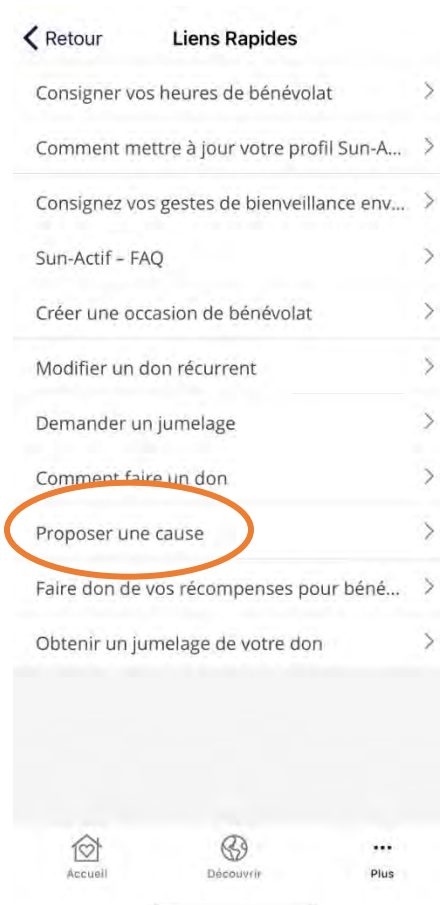 Retour Liens Rapides
Consigner vos heures de bénévolat
Comment mettre à jour votre profil Sun-A...
Consignez vos gestes de bienveillance env...
Sun-Actif – FAQ
Créer une occasion de bénévolat
Modifier un don récurrent
Demander un jumelage
Comment faire un don
Proposer une cause
Faire don de vos récompenses pour béné...
Obtenir un jumelage de votre don
Accueil Découvrir Plus